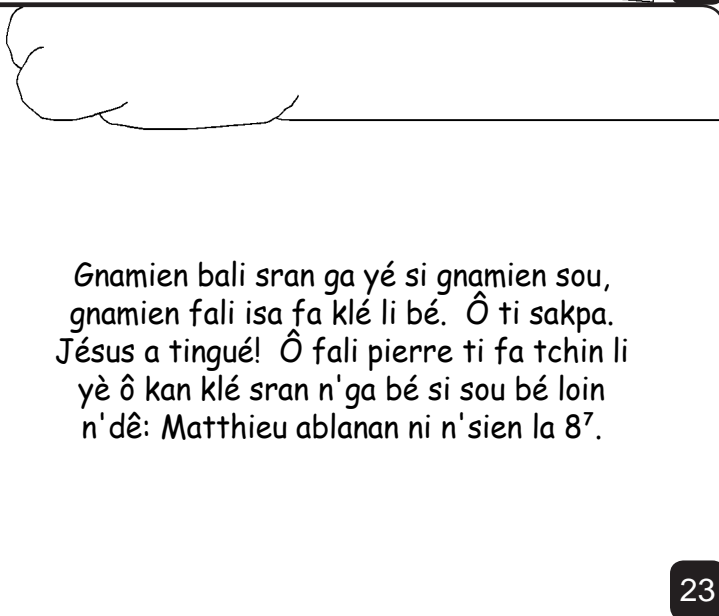 Gnamien bali sran ga yé si gnamien sou,
gnamien fali isa fa klé li bé.  Ô ti sakpa.
Jésus a tingué!  Ô fali pierre ti fa tchin li
yè ô kan klé sran n'ga bé si sou bé loin
n'dê: Matthieu ablanan ni n'sien la 8⁷.
23